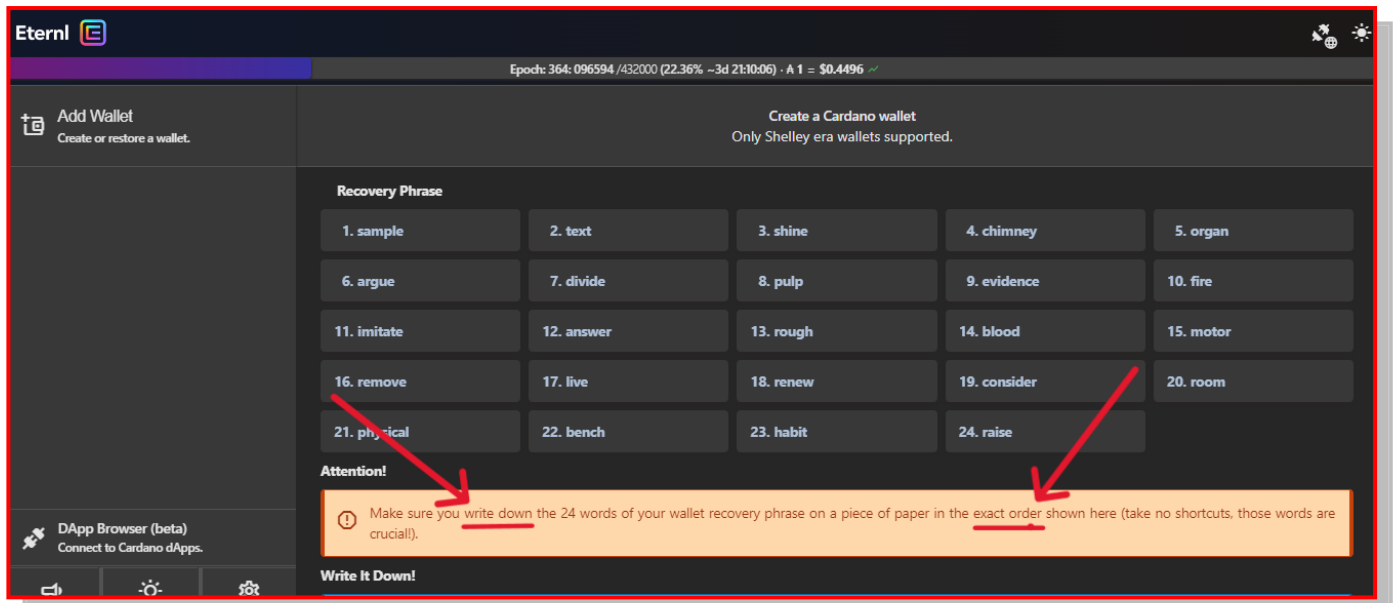 Eternl
Epoch: 364: 096594 /432000 (22.36% ~3d 21:10:06) · ₳ 1 = $0.4496
Add Wallet
Create or restore a wallet.
Create a Cardano wallet
Only Shelley era wallets supported.
Recovery Phrase
1. sample 2. text 3. shine 4. chimney 5. organ
6. argue 7. divide 8. pulp 9. evidence 10. fire
11. imitate 12. answer 13. rough 14. blood 15. motor
16. remove 17. live 18. renew 19. consider 20. room
21. physical 22. bench 23. habit 24. raise
Attention!
Make sure you write down the 24 words of your wallet recovery phrase on a piece of paper in the exact order shown here (take no shortcuts, those words are
crucial!).
DApp Browser (beta)
Connect to Cardano dApps.
Write It Down!